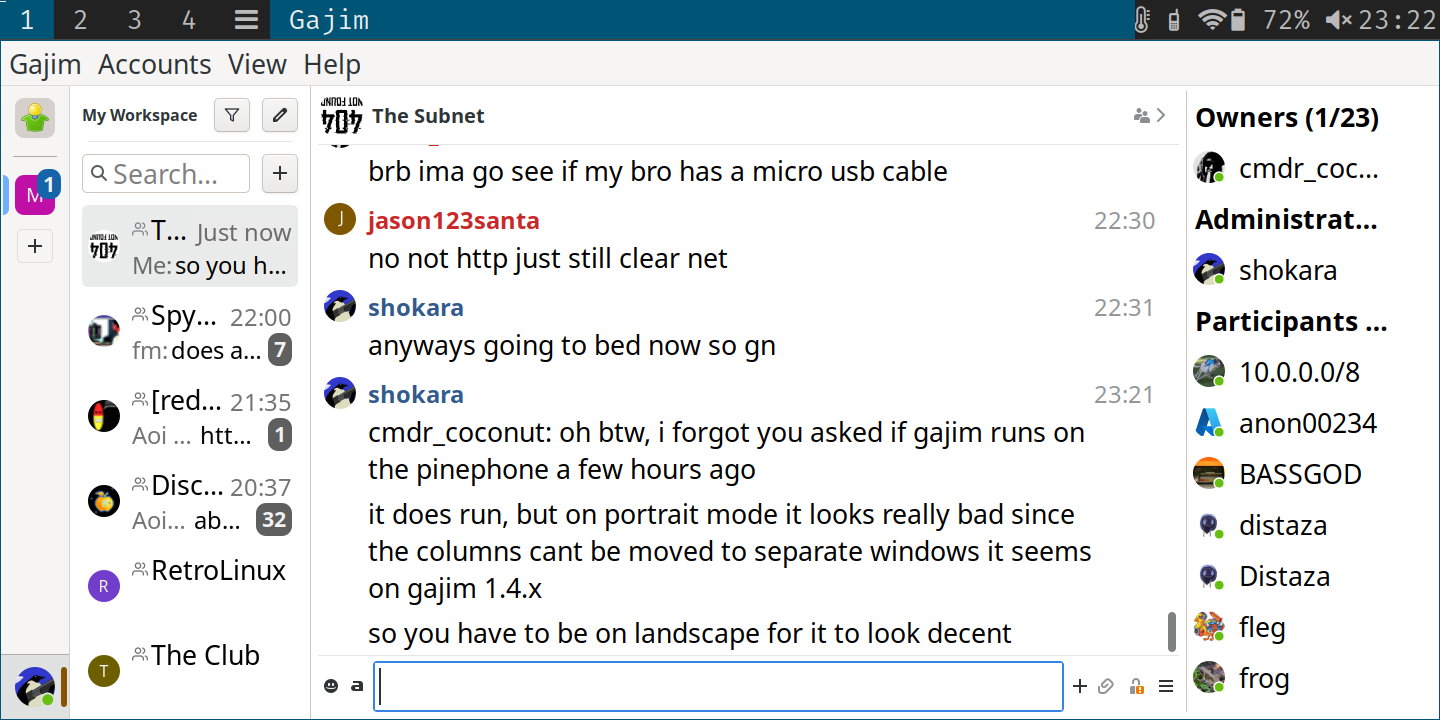 1 2 3 4 Gajim 72% 23:22
Gajim Accounts View Help
My Workspace
Search...
M 1
T... Just now
Me: so you h...
Spy... 22:00
fm: does a... 7
[red... 21:35
Aoi ... htt... 1
Disc... 20:37
Aoi... ab... 32
R RetroLinux
T The Club
NOT FOUND
404
The Subnet
brb ima go see if my bro has a micro usb cable
J jason123santa 22:30
no not http just still clear net
shokara 22:31
anyways going to bed now so gn
shokara 23:21
cmdr_coconut: oh btw, i forgot you asked if gajim runs on
the pinephone a few hours ago
it does run, but on portrait mode it looks really bad since
the columns cant be moved to separate windows it seems
on gajim 1.4.x
so you have to be on landscape for it to look decent
a
Owners (1/23)
cmdr_coc...
Administrat...
shokara
Participants ...
10.0.0.0/8
anon00234
BASSGOD
distaza
Distaza
fleg
frog